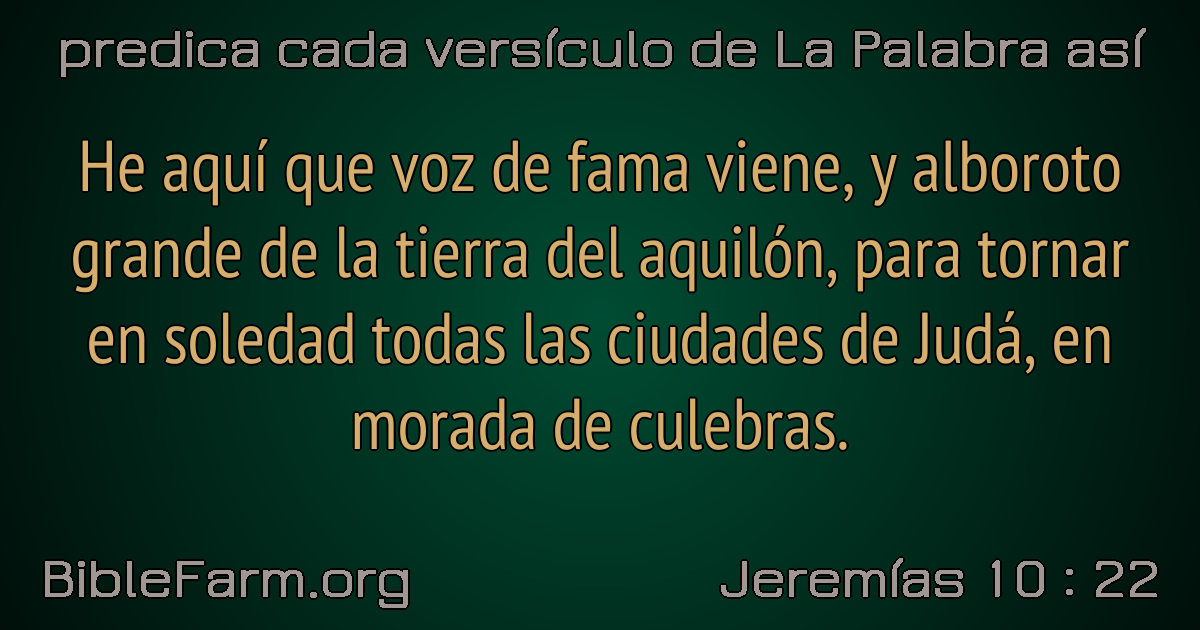 predica cada versículo de La Palabra así
He aquí que voz de fama viene, y alboroto
grande de la tierra del aquilón, para tornar
en soledad todas las ciudades de Judá, en
morada de culebras.
BibleFarm.org
Jeremías 10 : 22